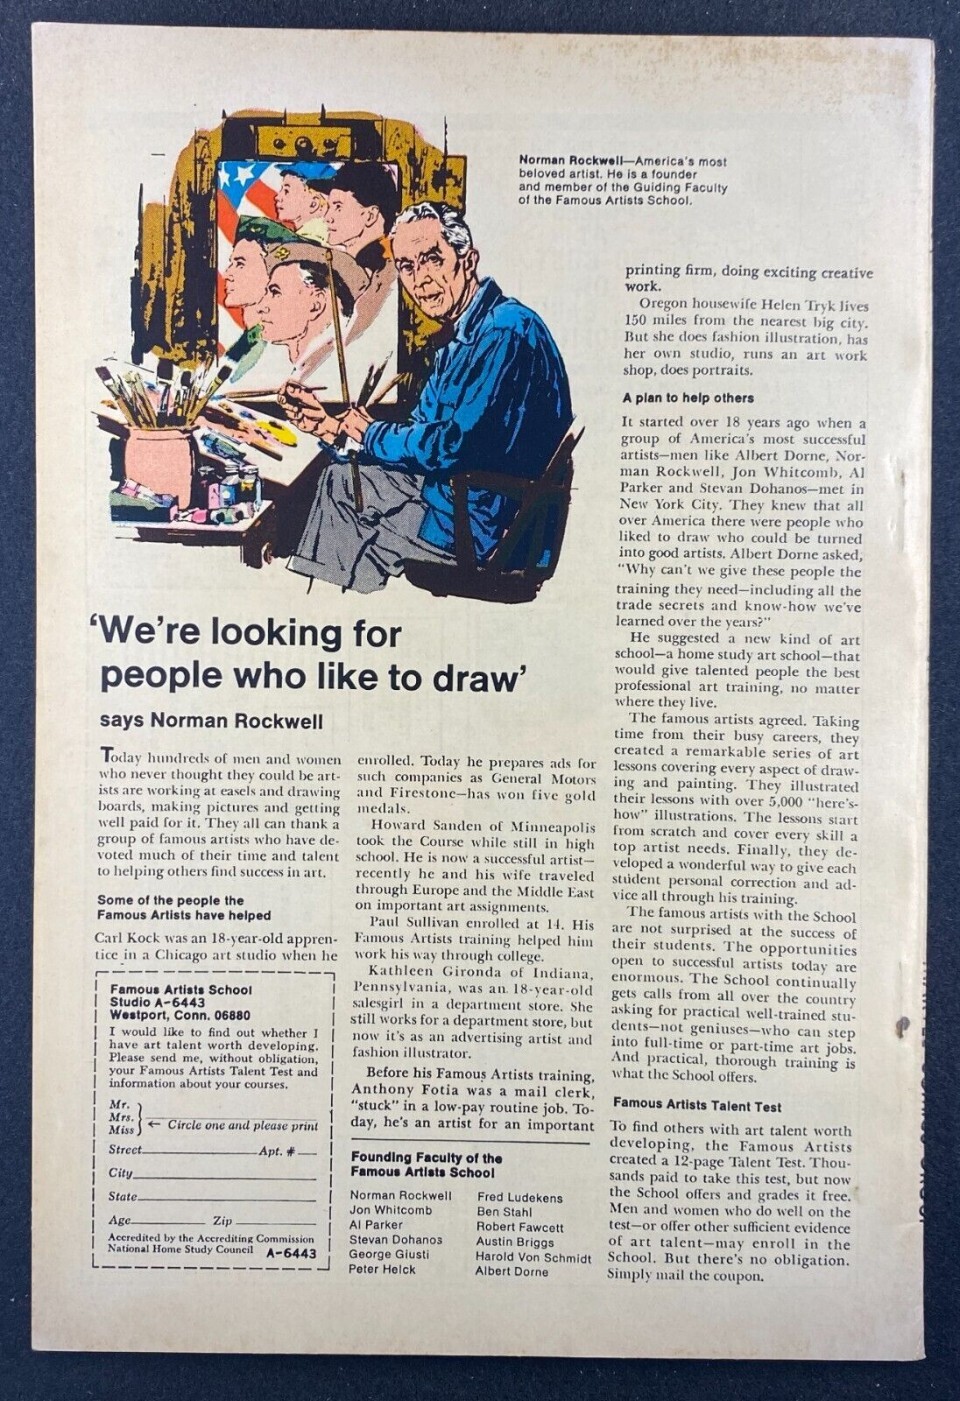 Norman Rockwell—America's most
beloved artist. He is a founder
and member of the Guiding Faculty
of the Famous Artists School.
'We're looking for
people who like to draw'
says Norman Rockwell
Today hundreds of men and women
who never thought they could be art-
ists are working at easels and drawing
boards, making pictures and getting
well paid for it. They all can thank a
group of famous artists who have de-
voted much of their time and talent
to helping others find success in art.
Some of the people the
Famous Artists have helped
Carl Kock was an 18-year-old appren-
tice in a Chicago art studio when he
enrolled. Today he prepares ads for
such companies as General Motors
and Firestone—has won five gold
medals.
Howard Sanden of Minneapolis
took the Course while still in high
school. He is now a successful artist—
recently he and his wife traveled
through Europe and the Middle East
on important art assignments.
Paul Sullivan enrolled at 14. His
Famous Artists training helped him
work his way through college.
Kathleen Gironda of Indiana,
Pennsylvania, was an 18-year-old
salesgirl in a department store. She
still works for a department store, but
now it's as an advertising artist and
fashion illustrator.
Before his Famous Artists training,
Anthony Fotia was a mail clerk,
"stuck" in a low-pay routine job. To-
day, he's an artist for an important
printing firm, doing exciting creative
work.
Oregon housewife Helen Tryk lives
150 miles from the nearest big city.
But she does fashion illustration, has
her own studio, runs an art work
shop, does portraits.
A plan to help others
It started over 18 years ago when a
group of America's most successful
artists—men like Albert Dorne, Nor-
man Rockwell, Jon Whitcomb, Al
Parker and Stevan Dohanos—met in
New York City. They knew that all
over America there were people who
liked to draw who could be turned
into good artists. Albert Dorne asked,
"Why can't we give these people the
training they need—including all the
trade secrets and know-how we've
learned over the years?"
He suggested a new kind of art
school—a home study art school—that
would give talented people the best
professional art training, no matter
where they live.
The famous artists agreed. Taking
time from their busy careers, they
created a remarkable series of art
lessons covering every aspect of draw-
ing and painting. They illustrated
their lessons with over 5,000 "here's-
how" illustrations. The lessons start
from scratch and cover every skill a
top artist needs. Finally, they de-
veloped a wonderful way to give each
student personal correction and ad-
vice all through his training.
The famous artists with the School
are not surprised at the success of
their students. The opportunities
open to successful artists today are
enormous. The School continually
gets calls from all over the country
asking for practical well-trained stu-
dents—not geniuses—who can step
into full-time or part-time art jobs.
And practical, thorough training is
what the School offers.
Famous Artists Talent Test
To find others with art talent worth
developing, the Famous Artists
created a 12-page Talent Test. Thou-
sands paid to take this test, but now
the School offers and grades it free.
Men and women who do well on the
test—or offer other sufficient evidence
of art talent—may enroll in the
School. But there's no obligation.
Simply mail the coupon.
Famous Artists School
Studio A-6443
Westport, Conn. 06880
I would like to find out whether I
have art talent worth developing.
Please send me, without obligation,
your Famous Artists Talent Test and
information about your courses.
Mr.
Mrs.
Miss
← Circle one and please print
Street Apt. #
City
State
Age Zip
Accredited by the Accrediting Commission
National Home Study Council A-6443
Founding Faculty of the
Famous Artists School
Norman Rockwell
Jon Whitcomb
Al Parker
Stevan Dohanos
George Giusti
Peter Helck
Fred Ludekens
Ben Stahl
Robert Fawcett
Austin Briggs
Harold Von Schmidt
Albert Dorne